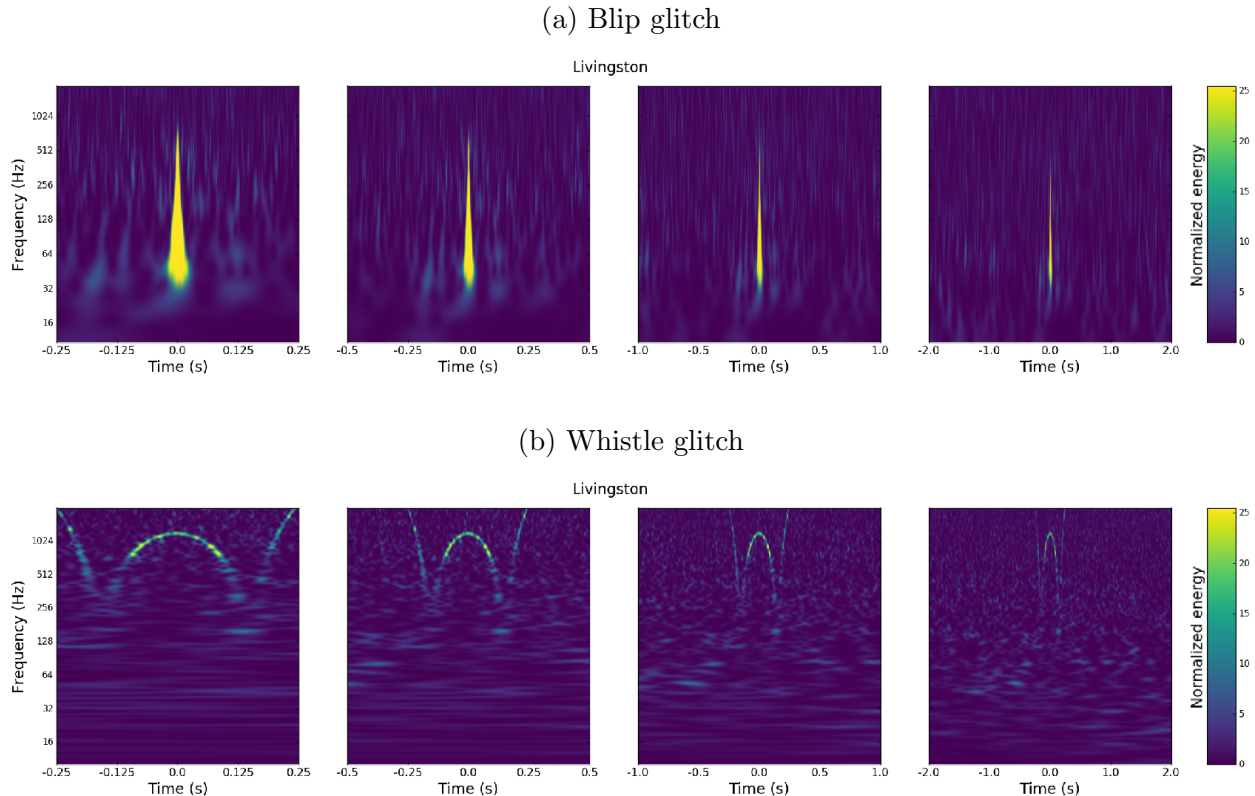 (a) Blip glitch
Livingston
Frequency (Hz)
1024
512
256
128
64
32
16
-0.25 -0.125 0.0 0.125 0.25
Time (s)
-0.5 -0.25 0.0 0.25 0.5
Time (s)
-1.0 -0.5 0.0 0.5 1.0
Time (s)
-2.0 -1.0 0.0 1.0 2.0
Time (s)
25
20
15
10
5
0
Normalized energy
(b) Whistle glitch
Livingston
Frequency (Hz)
1024
512
256
128
64
32
16
-0.25 -0.125 0.0 0.125 0.25
Time (s)
-0.5 -0.25 0.0 0.25 0.5
Time (s)
-1.0 -0.5 0.0 0.5 1.0
Time (s)
-2.0 -1.0 0.0 1.0 2.0
Time (s)
25
20
15
10
5
0
Normalized energy